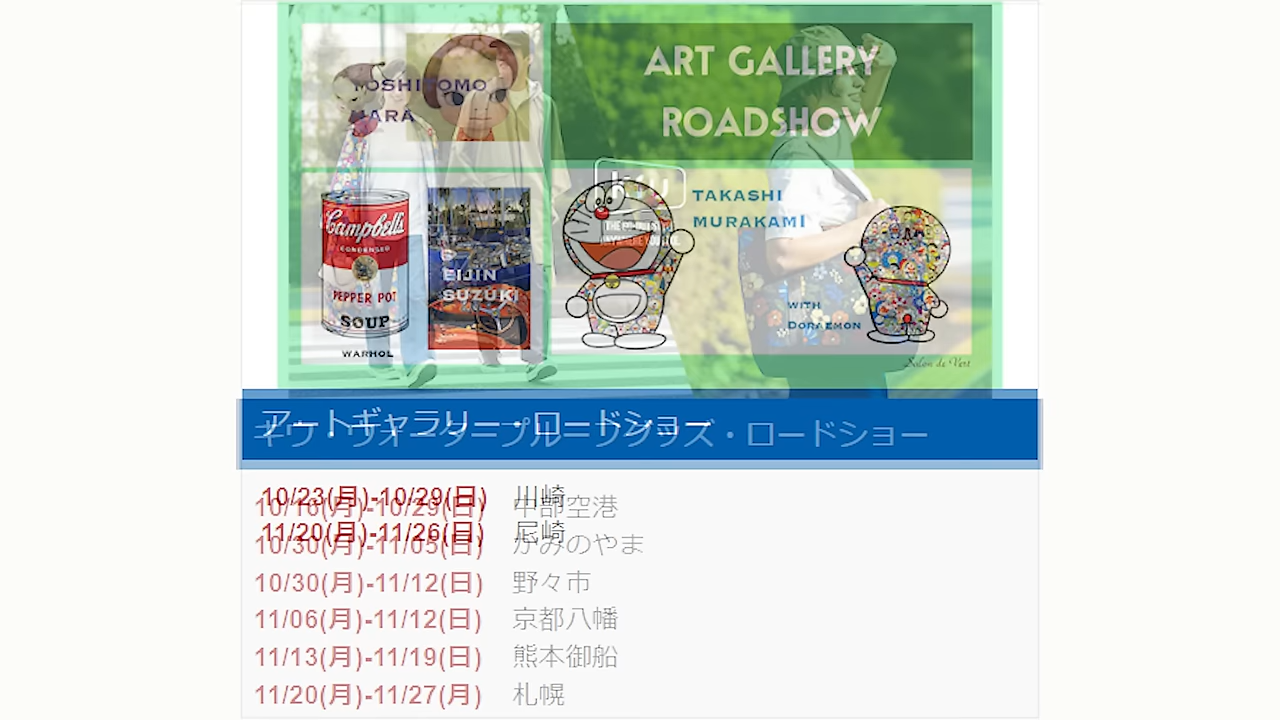 YOSHITOMO
NARA
ART GALLERY
ROADSHOW
kiu
TAKASHI
MURAKAMI
Campbell's
CONDENSED
PEPPER POT
SOUP
WARHOL
EIJIN
SUZUKI
WITH
DORAEMON
Salon de Vert
アートギャラリー・ロードショー
キウ・ウォータープルーフグッズ・ロードショー
10/23(月)-10/29(日) 川崎
10/16(月)-10/29(日) 中部空港
11/20(月)-11/26(日) 尼崎
10/30(月)-11/05(日) かみのやま
10/30(月)-11/12(日) 野々市
11/06(月)-11/12(日) 京都八幡
11/13(月)-11/19(日) 熊本御船
11/20(月)-11/27(月) 札幌